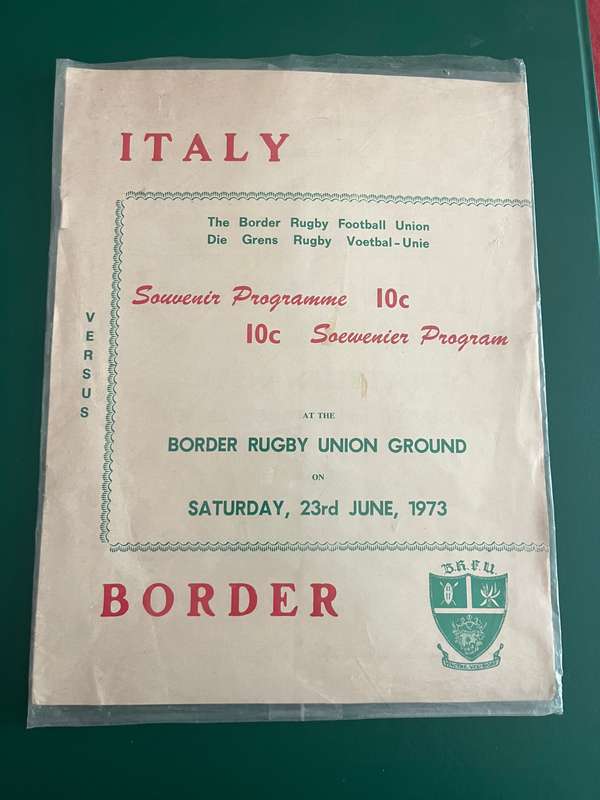 ITALY
The Border Rugby Football Union
Die Grens Rugby Voetbal-Unie
Souvenir Programme 10c
10c Soewenier Program
VERSUS
AT THE
BORDER RUGBY UNION GROUND
ON
SATURDAY, 23rd JUNE, 1973
BORDER
B.R.F.U.